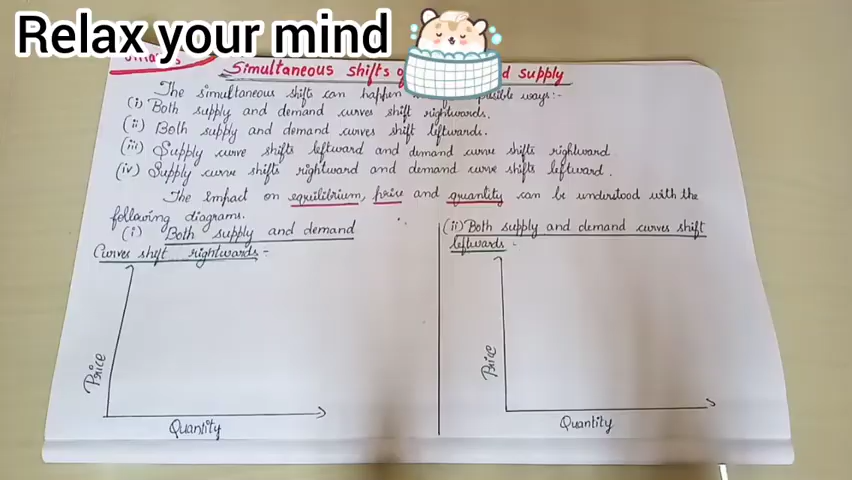 Relax your mind
Simultaneous shifts o d supply
The simultaneous shift can happen possible ways:-
(i) Both supply and demand curves shift rightwards.
(ii) Both supply and demand curves shift leftwards.
(iii) Supply curve shifts leftward and demand curve shifts rightward.
(iv) Supply curve shifts rightward and demand curve shifts leftward.
The impact on equilibrium, price and quantity can be understood with the
following diagrams.
(i) Both supply and demand
Curves shift rightwards:-
Price
Quantity
(ii) Both supply and demand curves shift
leftwards:-
Price
Quantity